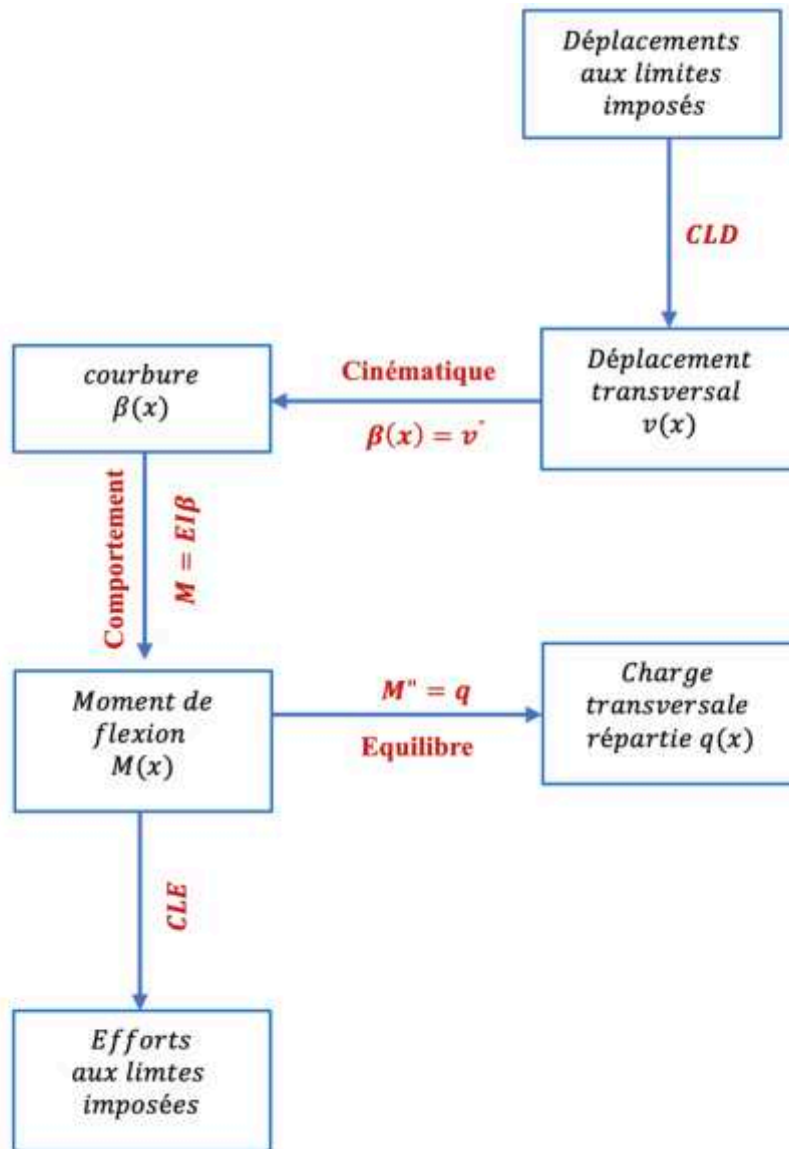 Déplacements
aux limites
imposés
CLD
Déplacement
transversal
v(x)
Cinématique
β(x) = v"
courbure
β(x)
Comportement
M = EIβ
Moment de
flexion
M(x)
M" = q
Equilibre
Charge
transversale
répartie q(x)
CLE
Efforts
aux limtes
imposées